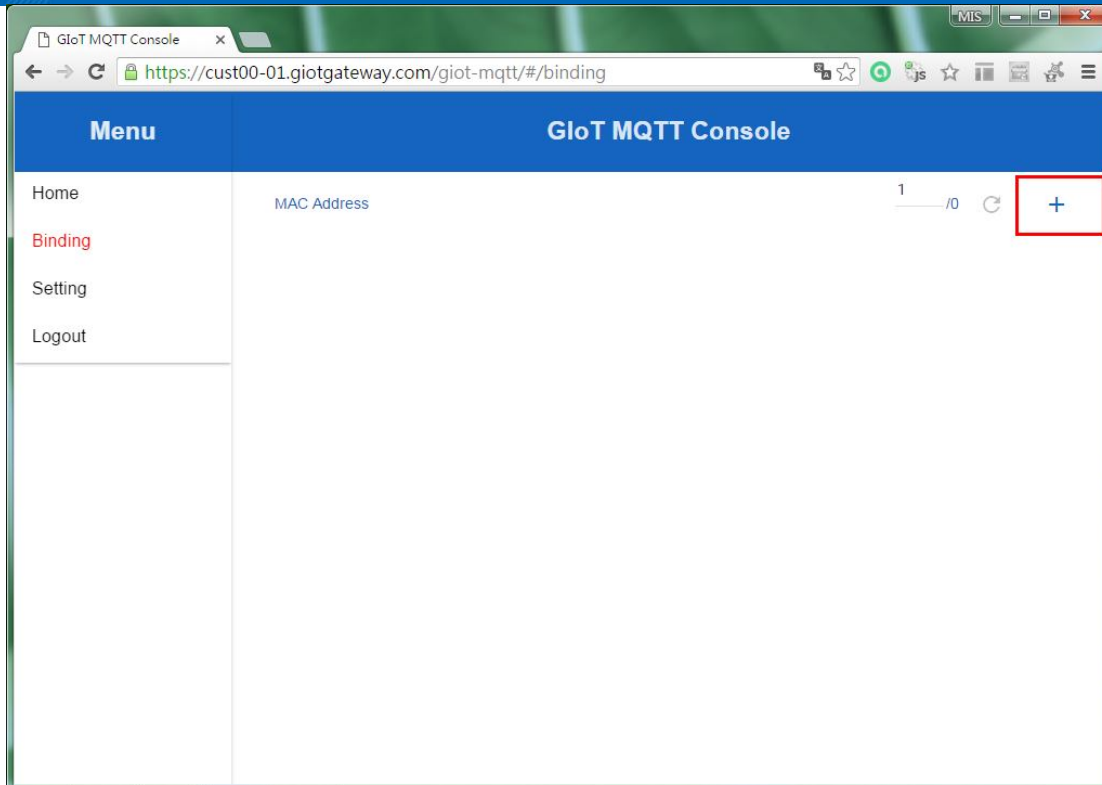 MIS
GIoT MQTT Console
https://cust00-01.giotgateway.com/giot-mqtt/#/binding
js
Menu
GIoT MQTT Console
Home
MAC Address
1
/0
+
Binding
Setting
Logout